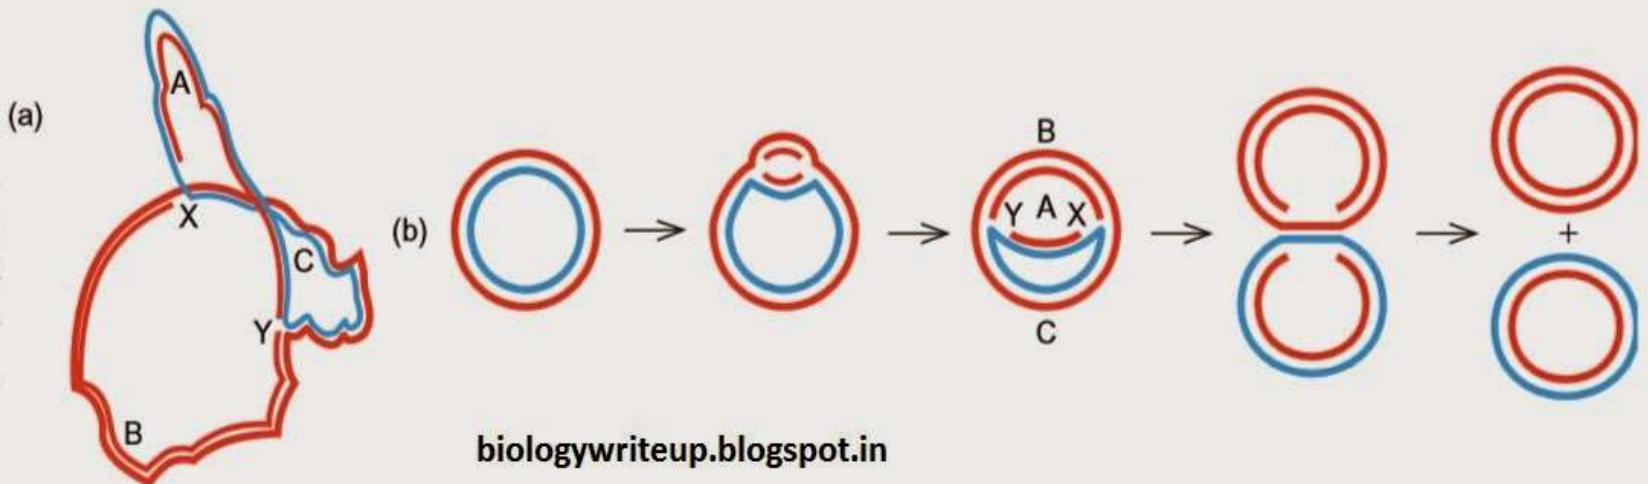 (a)
A
X
C
Y
B
(b)
B
Y A X
C
+
biologywriteup.blogspot.in